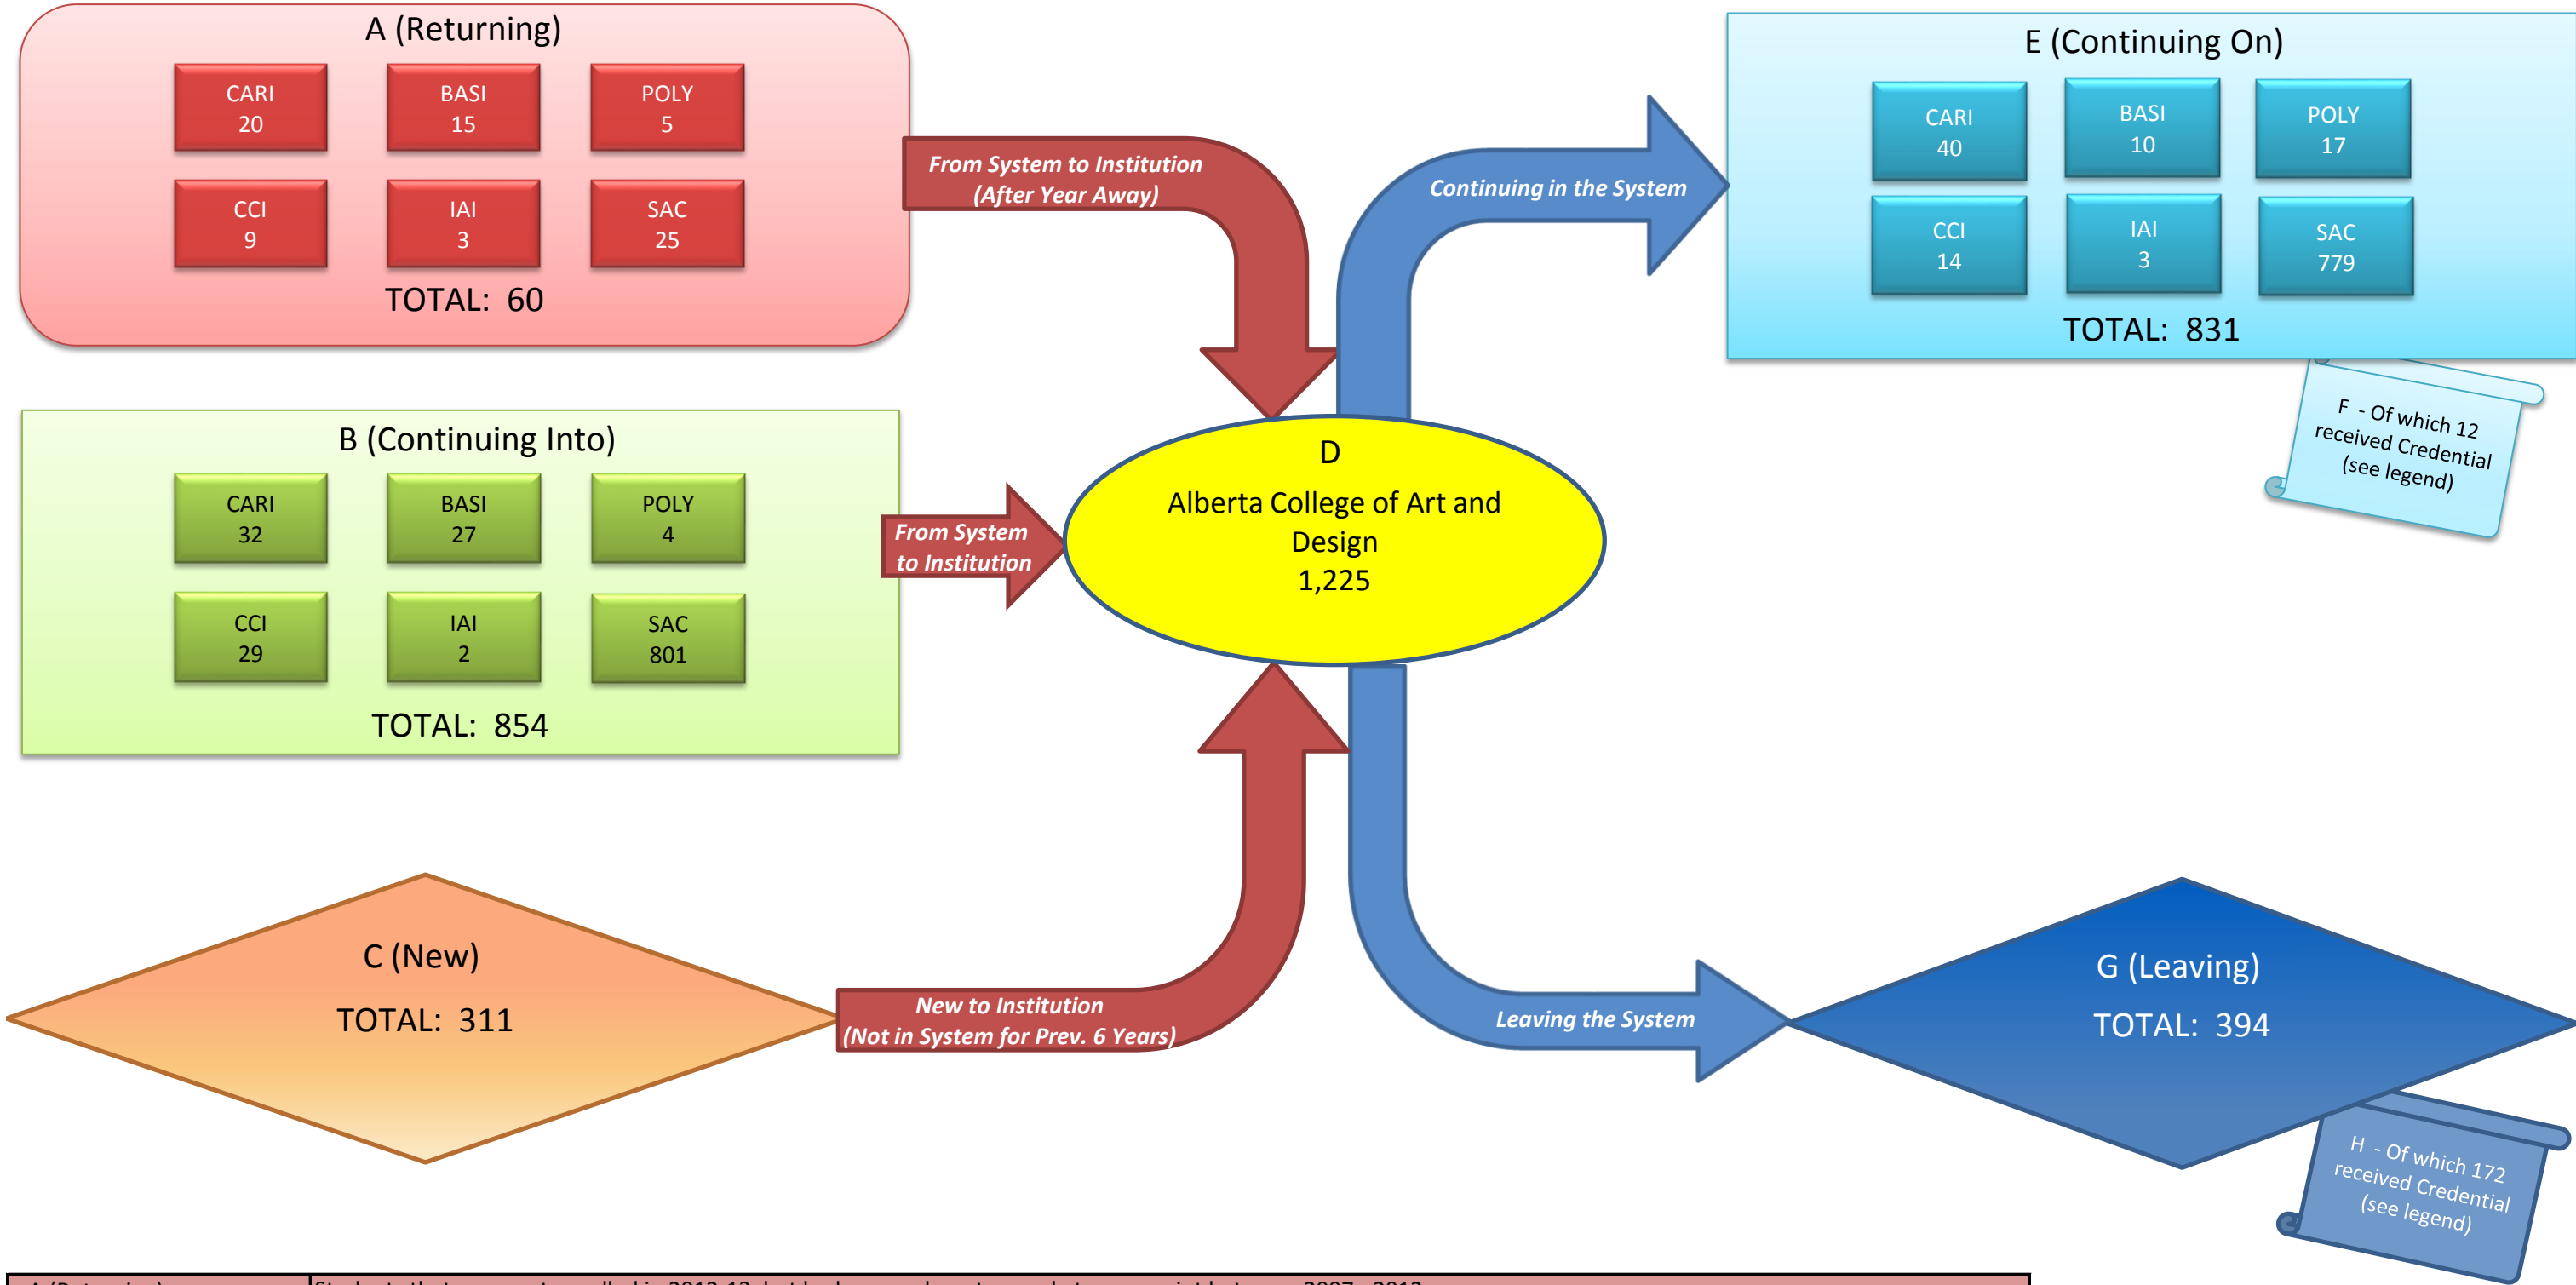 A (Returning)
CARI
20
BASI
15
POLY
5
CCI
9
IAI
3
SAC
25
TOTAL: 60
From System to Institution
(After Year Away)
Continuing in the System
E (Continuing On)
CARI
40
BASI
10
POLY
17
CCI
14
IAI
3
SAC
779
TOTAL: 831
F - Of which 12
received Credential
(see legend)
B (Continuing Into)
CARI
32
BASI
27
POLY
4
CCI
29
IAI
2
SAC
801
TOTAL: 854
From System
to Institution
D
Alberta College of Art and
Design
1,225
C (New)
TOTAL: 311
New to Institution
(Not in System for Prev. 6 Years)
Leaving the System
G (Leaving)
TOTAL: 394
H - Of which 172
received Credential
(see legend)
A (Returning)